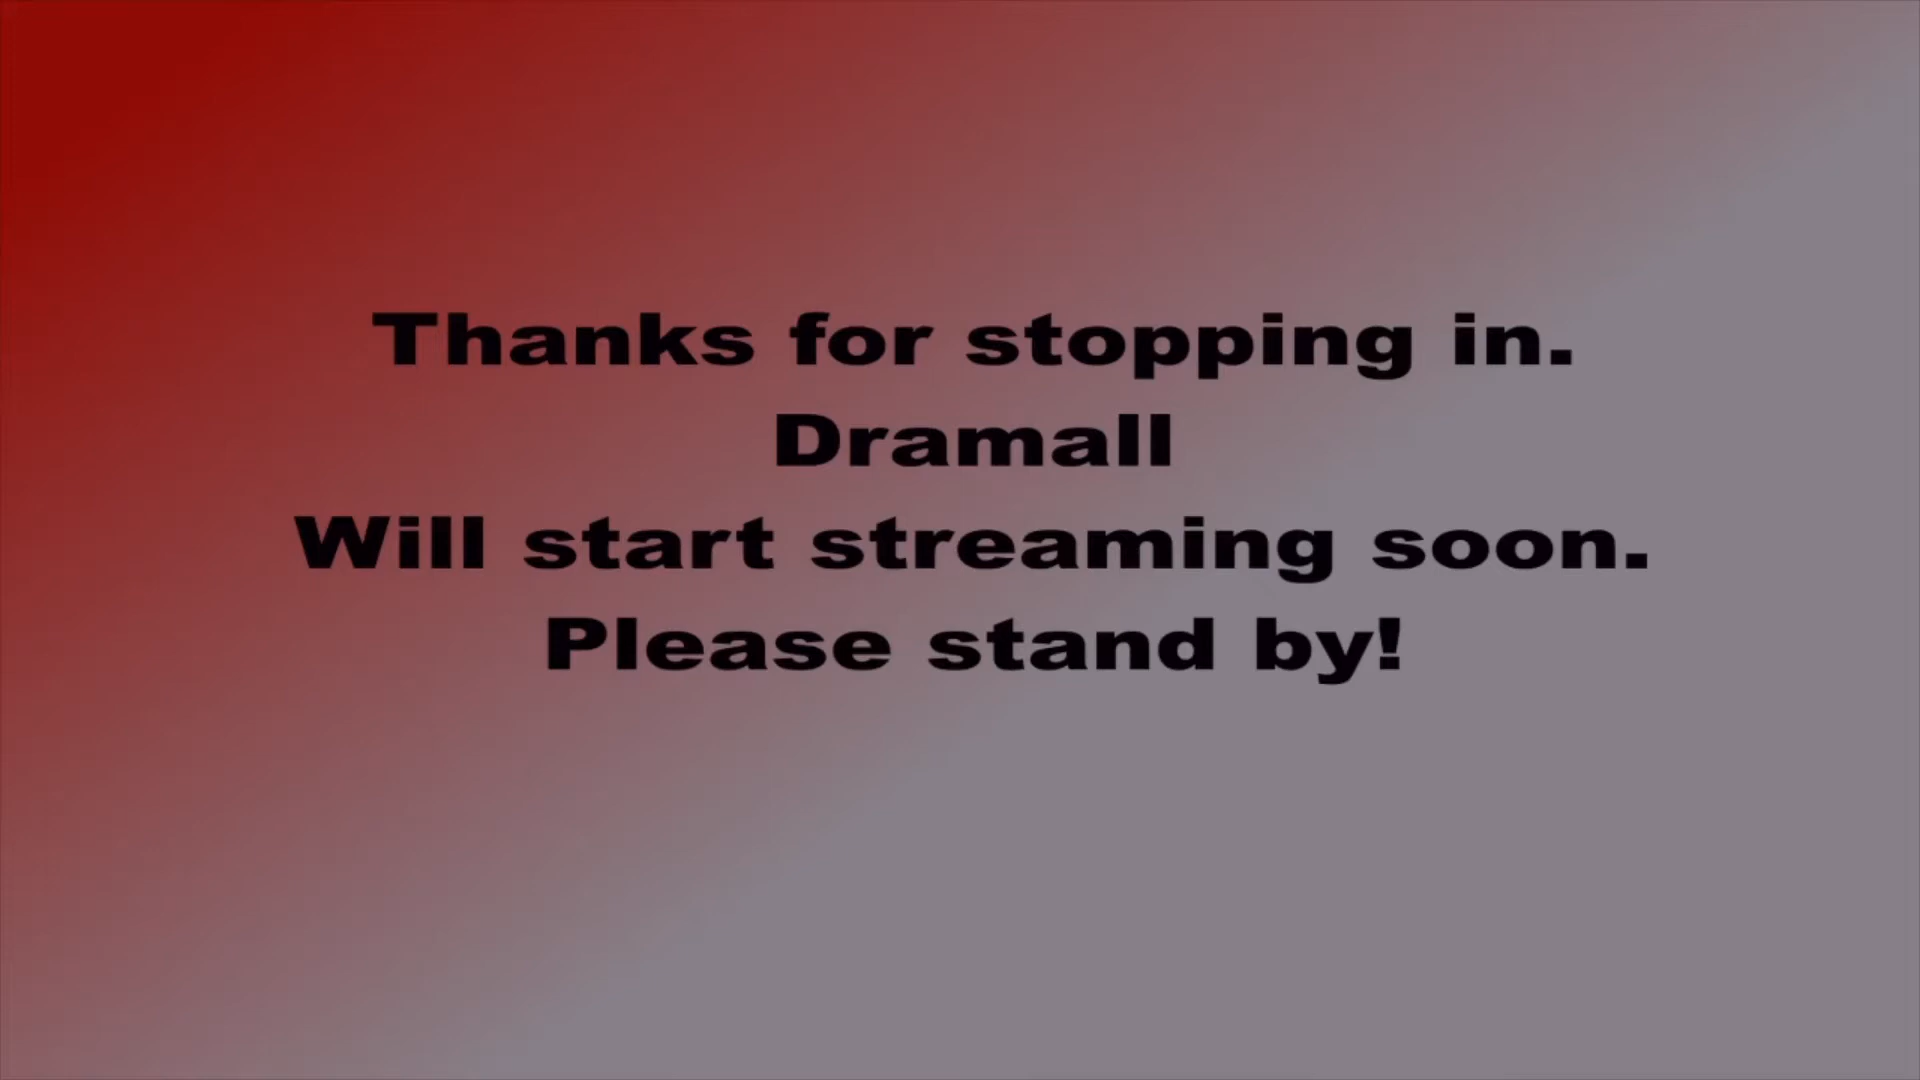 Thanks for stopping in.
Dramall
Will start streaming soon.
Please stand by!